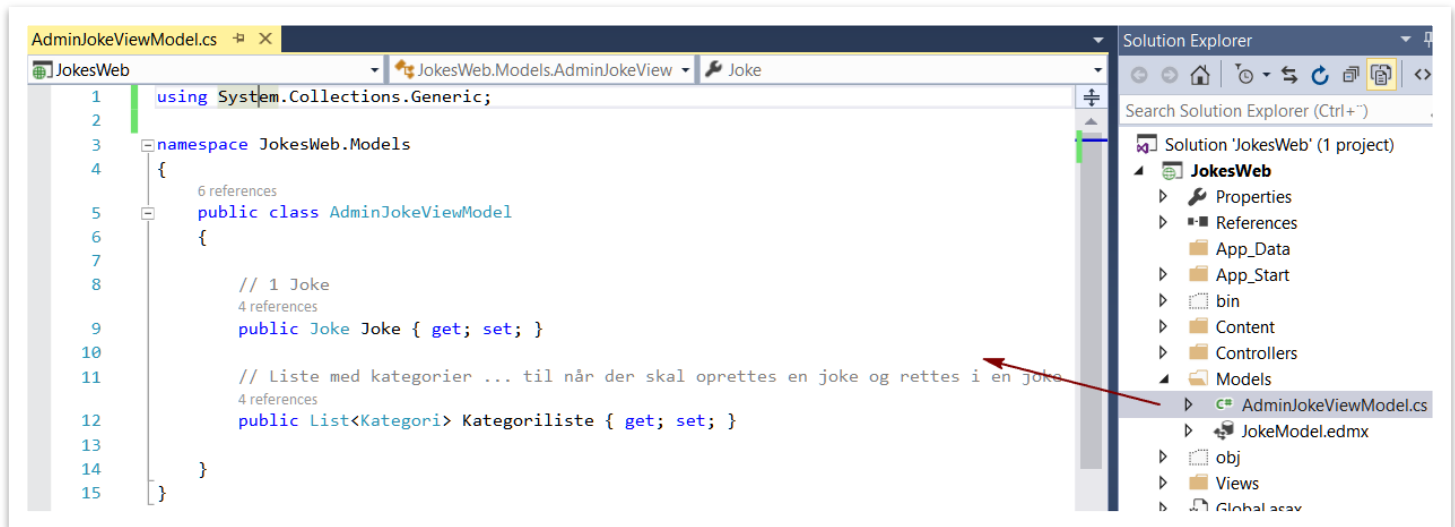 AdminJokeViewModel.cs
JokesWeb
JokesWeb.Models.AdminJokeView
Joke
1 using System.Collections.Generic;
2
3 namespace JokesWeb.Models
4 {
6 references
5 public class AdminJokeViewModel
6 {
7
8 // 1 Joke
4 references
9 public Joke Joke { get; set; }
10
11 // Liste med kategorier ... til når der skal oprettes en joke og rettes i en joke
4 references
12 public List<Kategori> Kategoriliste { get; set; }
13
14 }
15 }
Solution Explorer
Search Solution Explorer (Ctrl+¨)
Solution 'JokesWeb' (1 project)
JokesWeb
Properties
References
App_Data
App_Start
bin
Content
Controllers
Models
C# AdminJokeViewModel.cs
JokeModel.edmx
obj
Views
Global.asax